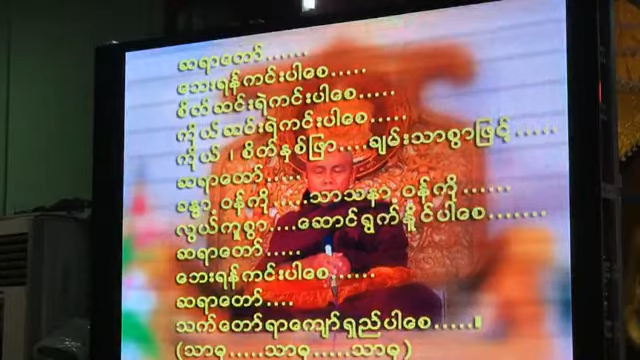 ဆရာတော်......
ဘေးရန်ကင်းပါစေ.....
စိတ်ဆင်းရဲကင်းပါစေ.....
ကိုယ်ဆင်းရဲကင်းပါစေ.....
ကိုယ် ၊ စိတ်နှစ်ဖြာ....ချမ်းသာစွာဖြင့်.....
ဆရာတော်......
ခန္ဓာ ဝန်ကို......သာသနာ့ ဝန်ကို......
လွယ်ကူစွာ....ဆောင်ရွက်နိုင်ပါစေ.......
ဆရာတော်.....
ဘေးရန်ကင်းပါစေ.......
ဆရာတော်....
သက်တော်ရာကျော်ရှည်ပါစေ.....။
(သာဓု.....သာဓု.....သာဓု)